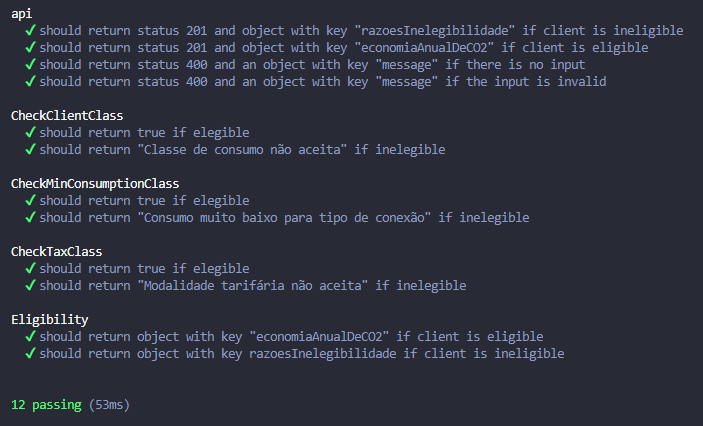 api
✓ should return status 201 and object with key "razoesInelegibilidade" if client is ineligible
✓ should return status 201 and object with key "economiaAnualDeCO2" if client is eligible
✓ should return status 400 and an object with key "message" if there is no input
✓ should return status 400 and an object with key "message" if the input is invalid
CheckClientClass
✓ should return true if elegible
✓ should return "Classe de consumo não aceita" if inelegible
CheckMinConsumptionClass
✓ should return true if elegible
✓ should return "Consumo muito baixo para tipo de conexão" if inelegible
CheckTaxClass
✓ should return true if elegible
✓ should return "Modalidade tarifária não aceita" if inelegible
Eligibility
✓ should return object with key "economiaAnualDeCO2" if client is eligible
✓ should return object with key razoesInelegibilidade if client is ineligible
12 passing (53ms)